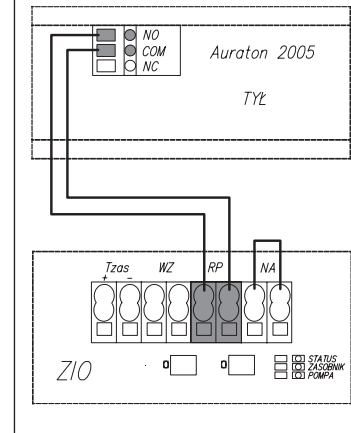 NO
COM Auraton 2005
NC
TYŁ
Tzas WZ RP NA
+ -
ZIO
STATUS
ZASOBNIK
POMPA